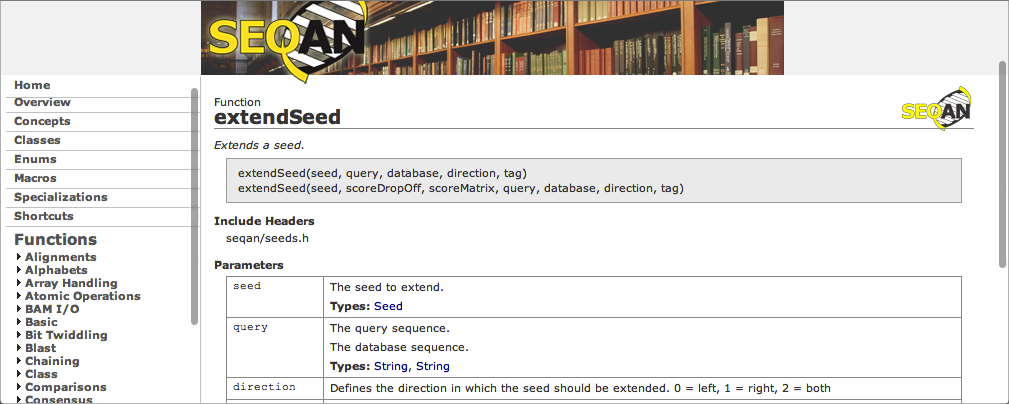 SEQAN
Home
Overview
Concepts
Classes
Enums
Macros
Specializations
Shortcuts
Functions
Alignments
Alphabets
Array Handling
Atomic Operations
BAM I/O
Basic
Bit Twiddling
Blast
Chaining
Class
Comparisons
Consensus
Function
extendSeed
SEQAN
Extends a seed.
extendSeed(seed, query, database, direction, tag)
extendSeed(seed, scoreDropOff, scoreMatrix, query, database, direction, tag)
Include Headers
seqan/seeds.h
Parameters
seed
The seed to extend.
Types: Seed
query
The query sequence.
The database sequence.
Types: String, String
direction
Defines the direction in which the seed should be extended. 0 = left, 1 = right, 2 = both